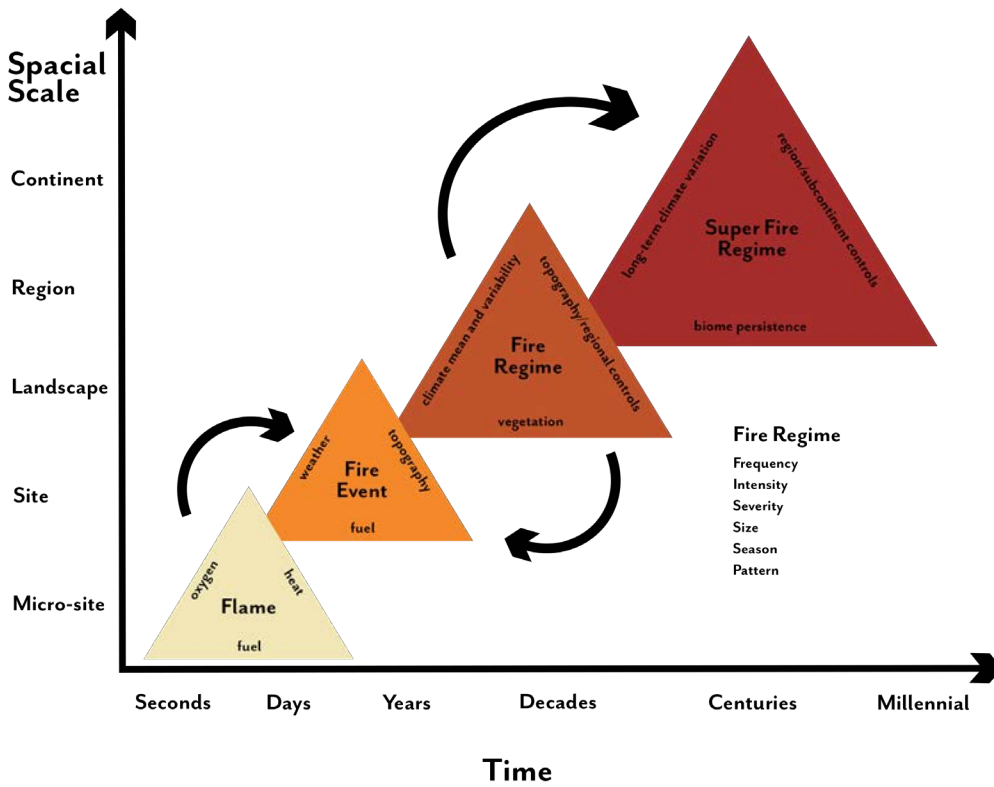 Spacial
Scale
Continent
Region
Landscape
Site
Micro-site
long-term climate variation
region/subcontinent controls
Super Fire
Regime
biome persistence
climate mean and variability
topography/regional controls
Fire
Regime
vegetation
weather
topography
Fire
Event
fuel
oxygen
heat
Flame
fuel
Fire Regime
Frequency
Intensity
Severity
Size
Season
Pattern
Seconds
Days
Years
Decades
Centuries
Millennial
Time